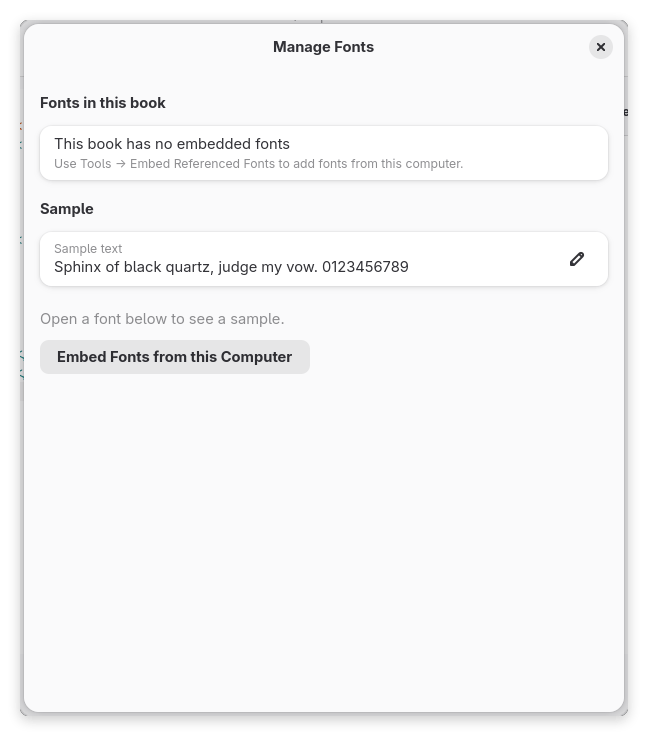 Manage Fonts
Fonts in this book
This book has no embedded fonts
Use Tools → Embed Referenced Fonts to add fonts from this computer.
Sample
Sample text
Sphinx of black quartz, judge my vow. 0123456789
Open a font below to see a sample.
Embed Fonts from this Computer